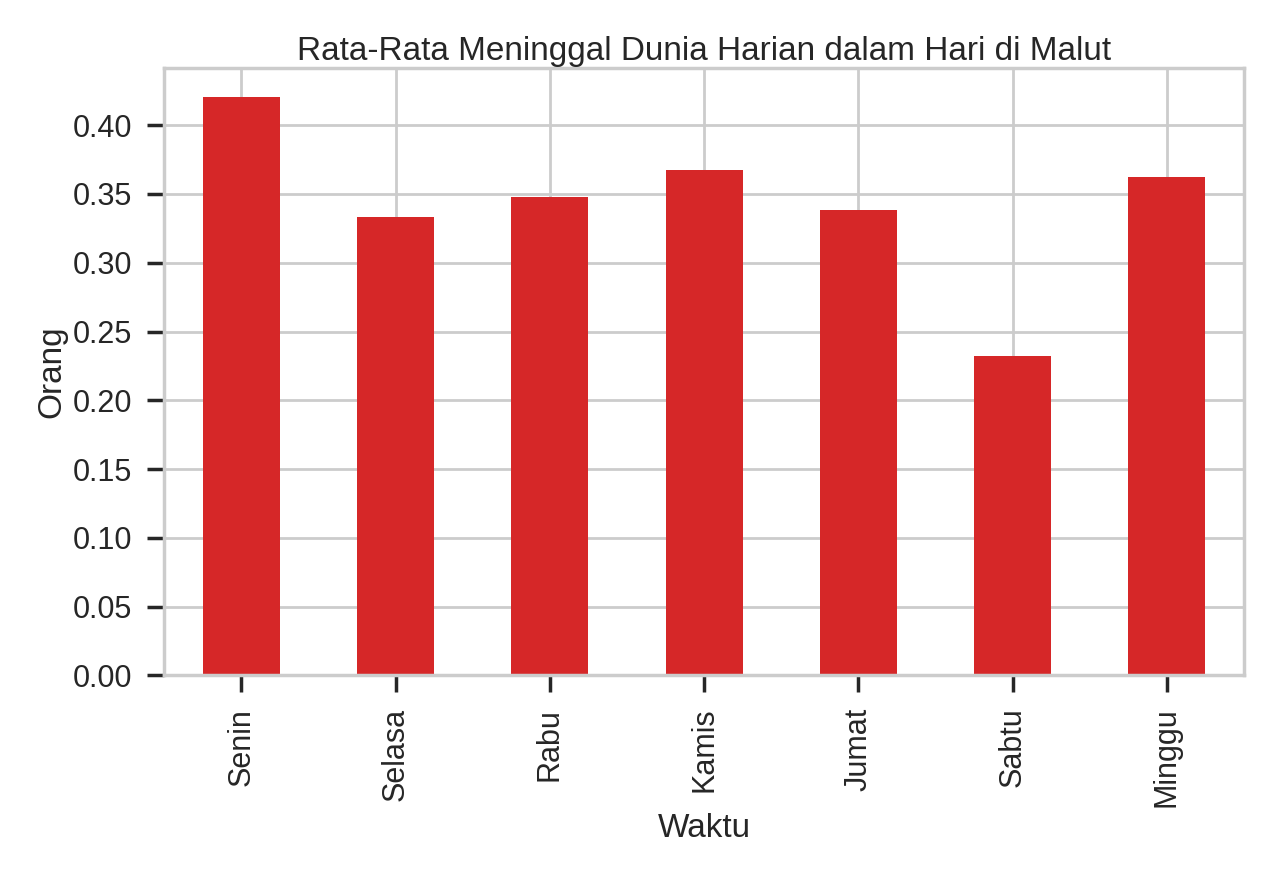 Rata-Rata Meninggal Dunia Harian dalam Hari di Malut
Orang
0.40
0.35
0.30
0.25
0.20
0.15
0.10
0.05
0.00
Senin
Selasa
Rabu
Kamis
Jumat
Sabtu
Minggu
Waktu